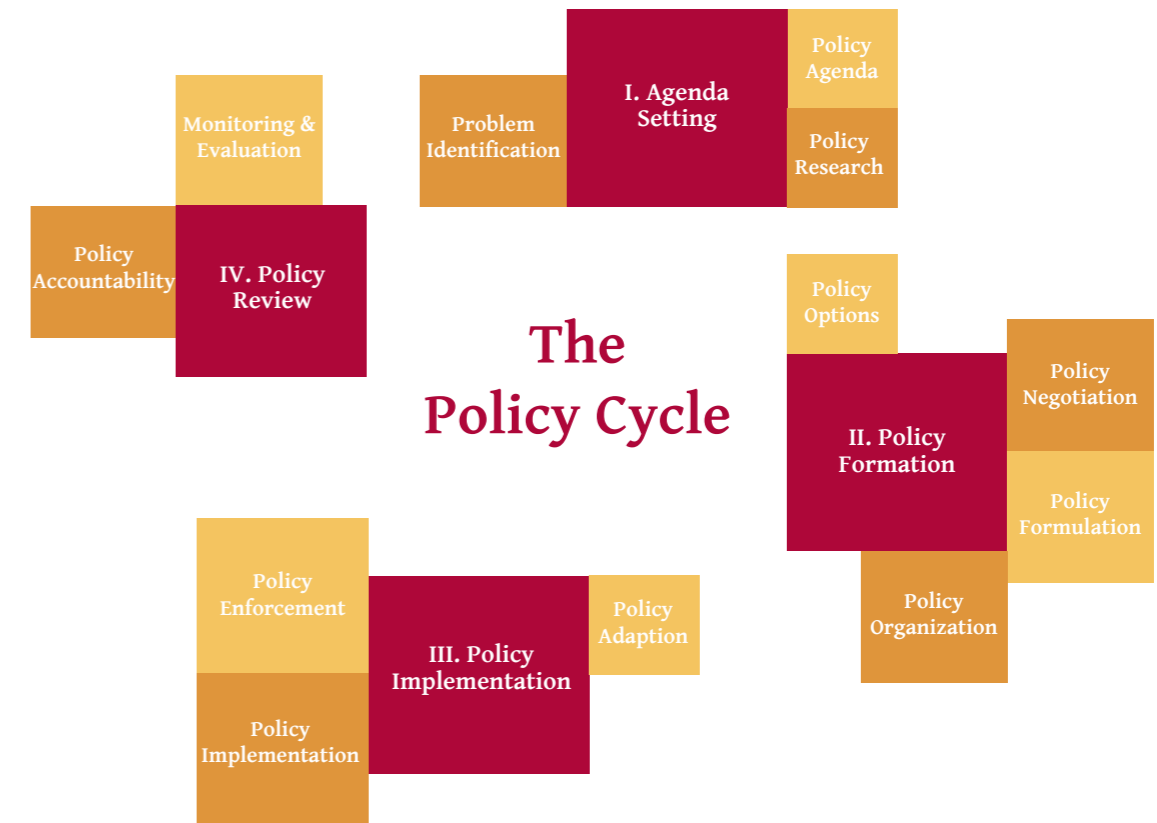 Policy
Agenda
I. Agenda
Setting
Problem
Identification
Policy
Research
Monitoring &
Evaluation
Policy
Accountability
IV. Policy
Review
The
Policy Cycle
Policy
Options
Policy
Negotiation
II. Policy
Formation
Policy
Formulation
Policy
Organization
Policy
Enforcement
Policy
Adaption
III. Policy
Implementation
Policy
Implementation